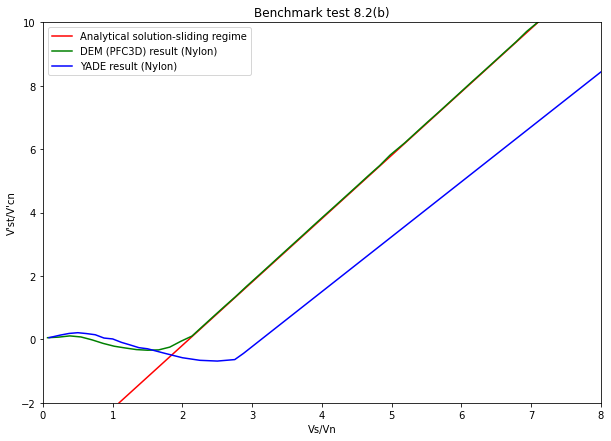 Benchmark test 8.2(b)
Analytical solution-sliding regime
DEM (PFC3D) result (Nylon)
YADE result (Nylon)
10
8
6
4
2
0
−2
V'st/V'cn
0 1 2 3 4 5 6 7 8
Vs/Vn